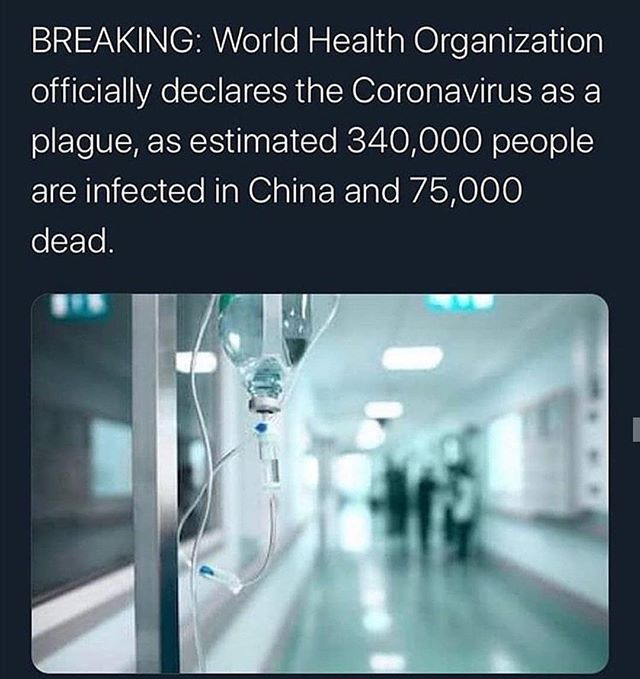 BREAKING: World Health Organization
officially declares the Coronavirus as a
plague, as estimated 340,000 people
are infected in China and 75,000
dead.